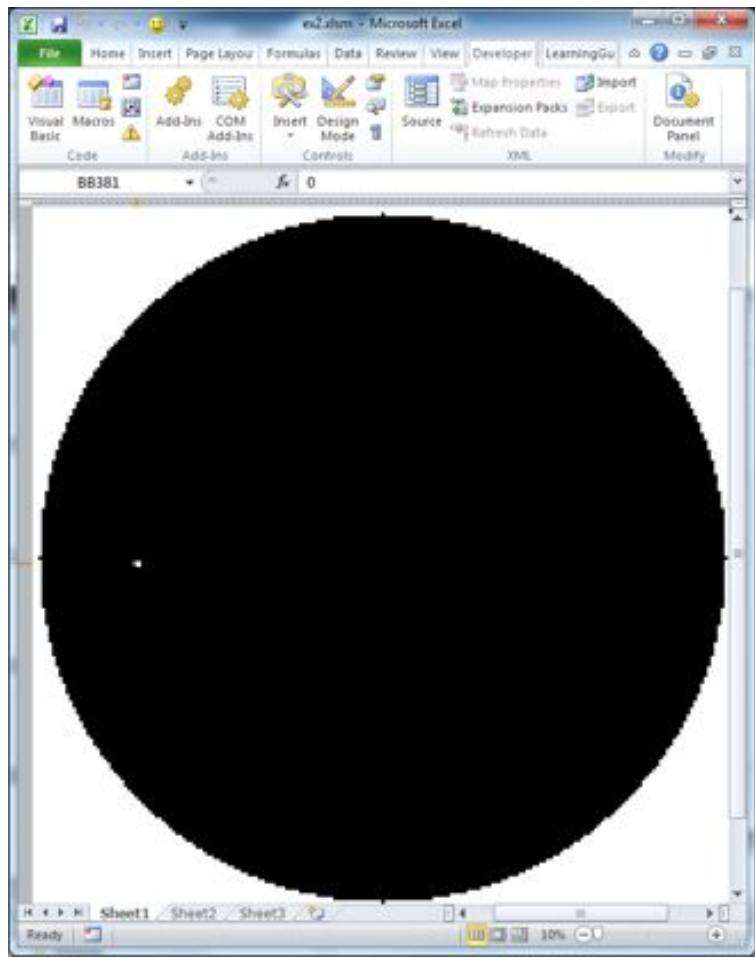 ex2.xlsm - Microsoft Excel
File Home Insert Page Layou Formulas Data Review View Developer LearningGu
Visual Basic Macros Add-Ins COM Add-Ins Insert Design Mode Source Map Properties Import Document Panel
Expansion Packs Export
Refresh Data
Code Add-Ins Controls XML Modify
BB381 fx 0
Sheet1 Sheet2 Sheet3
Ready 10%